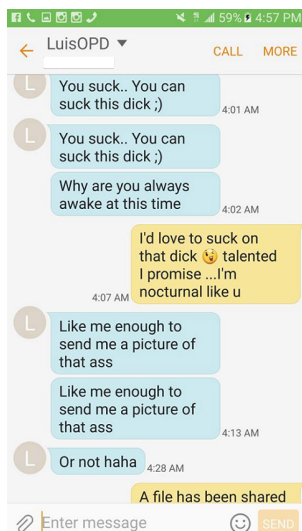 59% 4:57 PM
LuisOPD
CALL MORE
L
You suck.. You can
suck this dick ;)
4:01 AM
L
You suck.. You can
suck this dick ;)
Why are you always
awake at this time
4:02 AM
I'd love to suck on
that dick 😘 talented
I promise ...I'm
nocturnal like u
4:07 AM
L
Like me enough to
send me a picture of
that ass
Like me enough to
send me a picture of
that ass
4:13 AM
L
Or not haha
4:28 AM
A file has been shared
Enter message
SEND